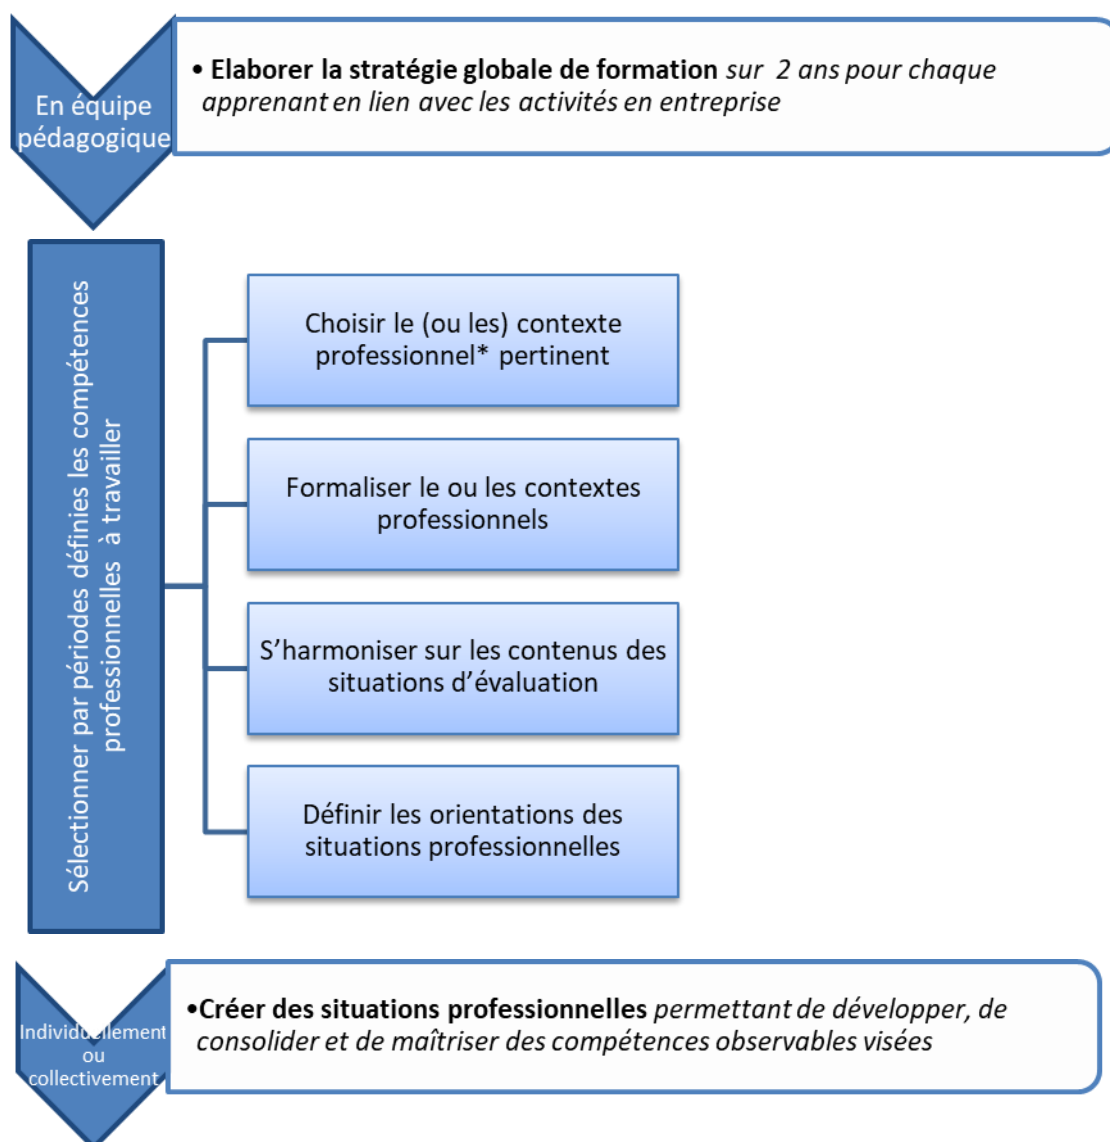 En équipe
pédagogique
• Elaborer la stratégie globale de formation sur 2 ans pour chaque
apprenant en lien avec les activités en entreprise
Sélectionner par périodes définies les compétences
professionnelles à travailler
Choisir le (ou les) contexte
professionnel* pertinent
Formaliser le ou les contextes
professionnels
S’harmoniser sur les contenus des
situations d’évaluation
Définir les orientations des
situations professionnelles
Individuellement
ou
collectivement
•Créer des situations professionnelles permettant de développer, de
consolider et de maîtriser des compétences observables visées